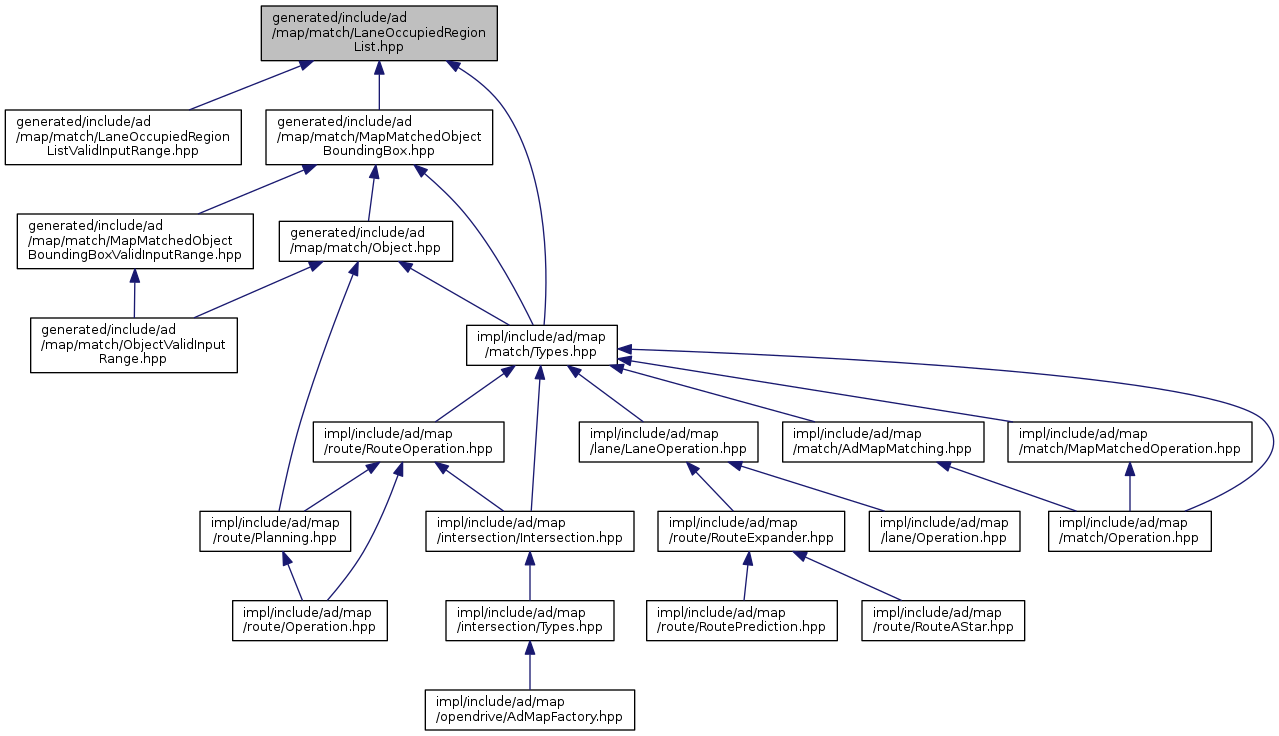 generated/include/ad
/map/match/LaneOccupiedRegion
List.hpp
generated/include/ad
/map/match/LaneOccupiedRegion
ListValidInputRange.hpp
generated/include/ad
/map/match/MapMatchedObject
BoundingBox.hpp
generated/include/ad
/map/match/MapMatchedObject
BoundingBoxValidInputRange.hpp
generated/include/ad
/map/match/Object.hpp
generated/include/ad
/map/match/ObjectValidInput
Range.hpp
impl/include/ad/map
/match/Types.hpp
impl/include/ad/map
/route/RouteOperation.hpp
impl/include/ad/map
/lane/LaneOperation.hpp
impl/include/ad/map
/match/AdMapMatching.hpp
impl/include/ad/map
/match/MapMatchedOperation.hpp
impl/include/ad/map
/route/Planning.hpp
impl/include/ad/map
/intersection/Intersection.hpp
impl/include/ad/map
/route/RouteExpander.hpp
impl/include/ad/map
/lane/Operation.hpp
impl/include/ad/map
/match/Operation.hpp
impl/include/ad/map
/route/Operation.hpp
impl/include/ad/map
/intersection/Types.hpp
impl/include/ad/map
/route/RoutePrediction.hpp
impl/include/ad/map
/route/RouteAStar.hpp
impl/include/ad/map
/opendrive/AdMapFactory.hpp